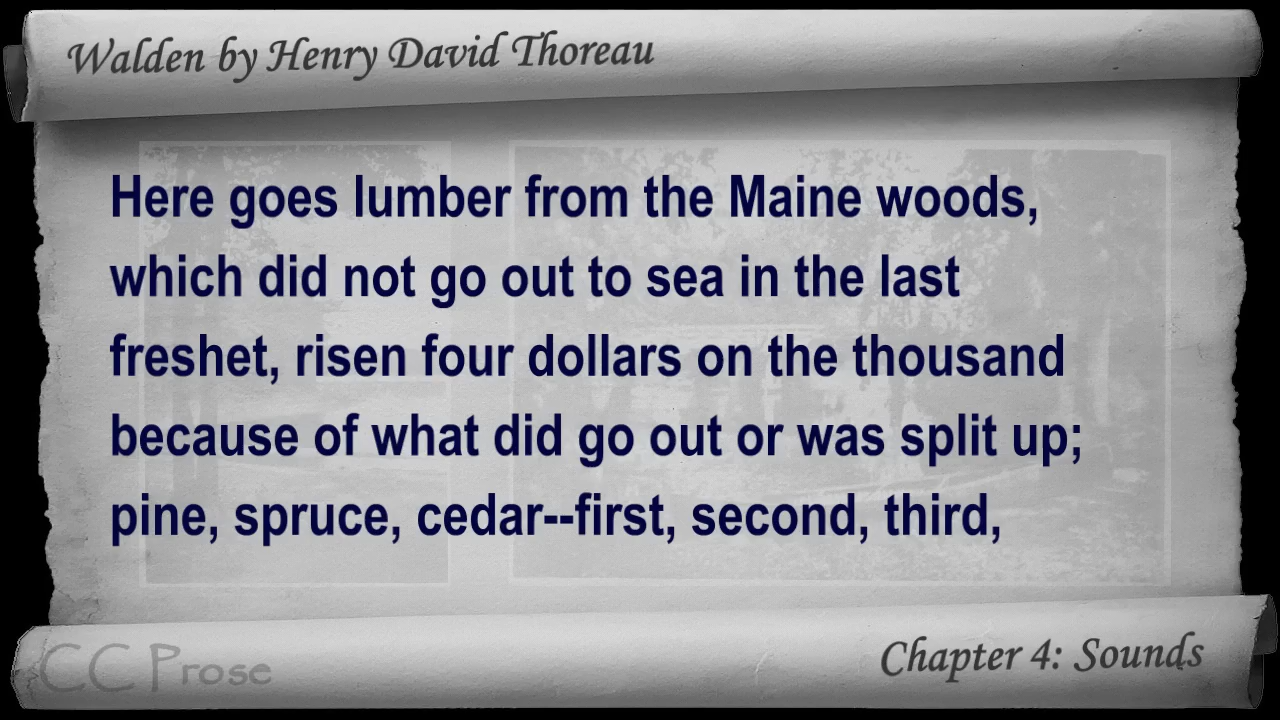 Walden by Henry David Thoreau
Here goes lumber from the Maine woods,
which did not go out to sea in the last
freshet, risen four dollars on the thousand
because of what did go out or was split up;
pine, spruce, cedar--first, second, third,
CC Prose
Chapter 4: Sounds